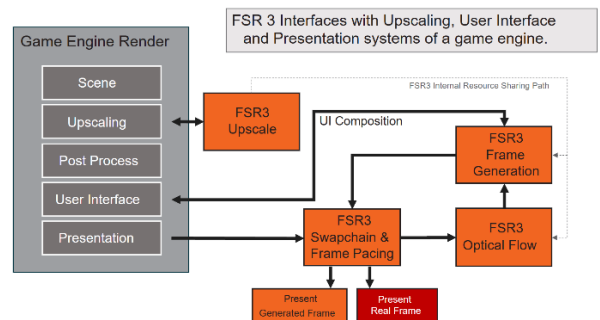 FSR 3 Interfaces with Upscaling, User Interface
and Presentation systems of a game engine.
Game Engine Render
Scene
Upscaling
Post Process
User Interface
Presentation
FSR3
Upscale
FSR3 Internal Resource Sharing Path
UI Composition
FSR3
Frame
Generation
FSR3
Swapchain &
Frame Pacing
FSR3
Optical Flow
Present
Generated Frame
Present
Real Frame